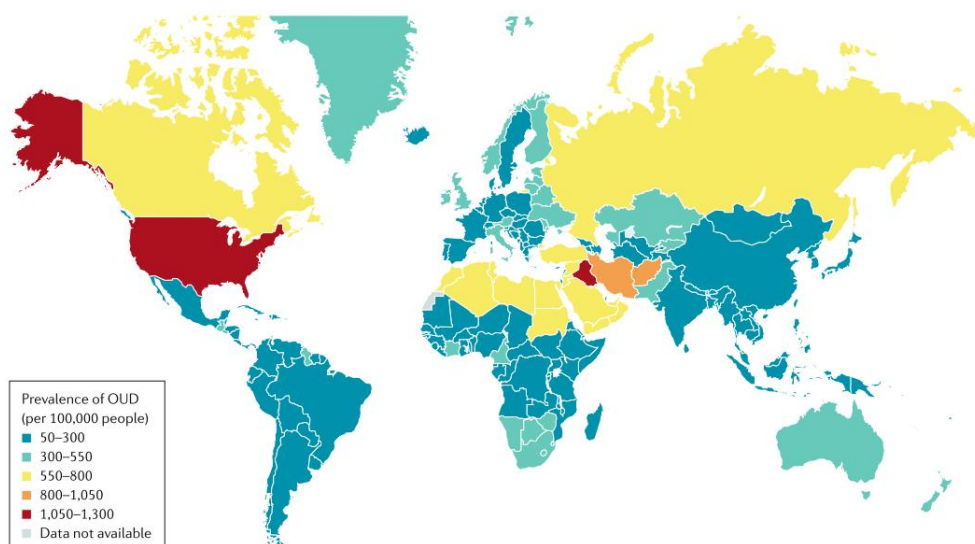 Prevalence of OUD
(per 100,000 people)
50–300
300–550
550–800
800–1,050
1,050–1,300
Data not available